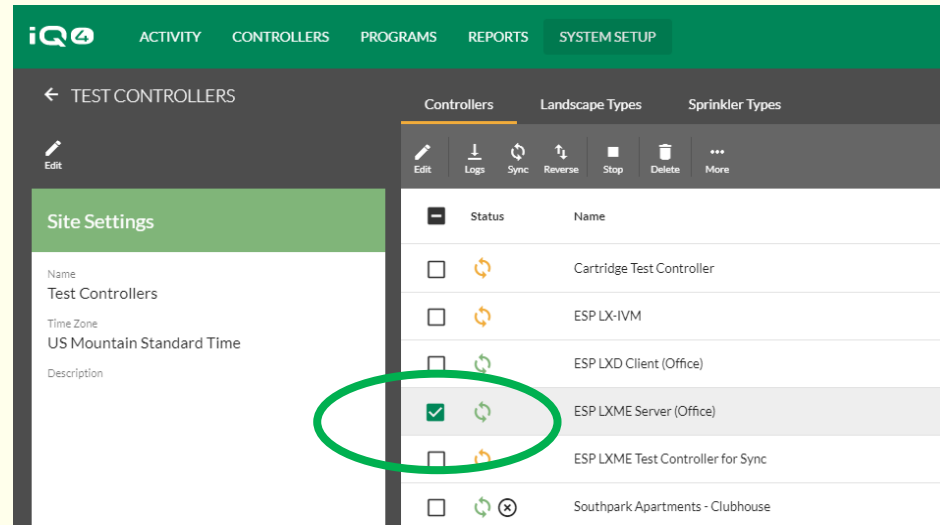 iQ4 ACTIVITY CONTROLLERS PROGRAMS REPORTS SYSTEM SETUP
TEST CONTROLLERS
Controllers Landscape Types Sprinkler Types
Edit
Edit Logs Sync Reverse Stop Delete More
Site Settings
Status Name
Name
Test Controllers
Time Zone
US Mountain Standard Time
Description
Cartridge Test Controller
ESP LX-IVM
ESP LXD Client (Office)
ESP LXME Server (Office)
ESP LXME Test Controller for Sync
Southpark Apartments - Clubhouse